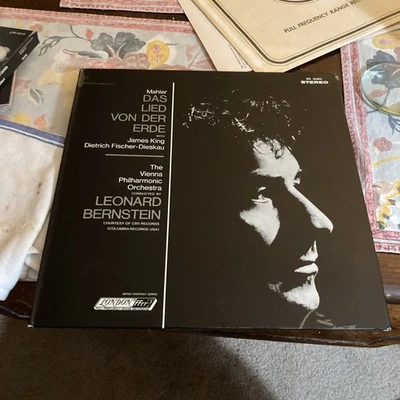 FULL FREQUENCY RANGE
STEREO
Mahler
DAS LIED
VON DER
ERDE
WITH
James King
Dietrich Fischer-Dieskau
The
Vienna
Philharmonic
Orchestra
CONDUCTED BY
LEONARD
BERNSTEIN
COURTESY OF CBS RECORDS
(COLUMBIA RECORDS USA)
LONDON ffrr